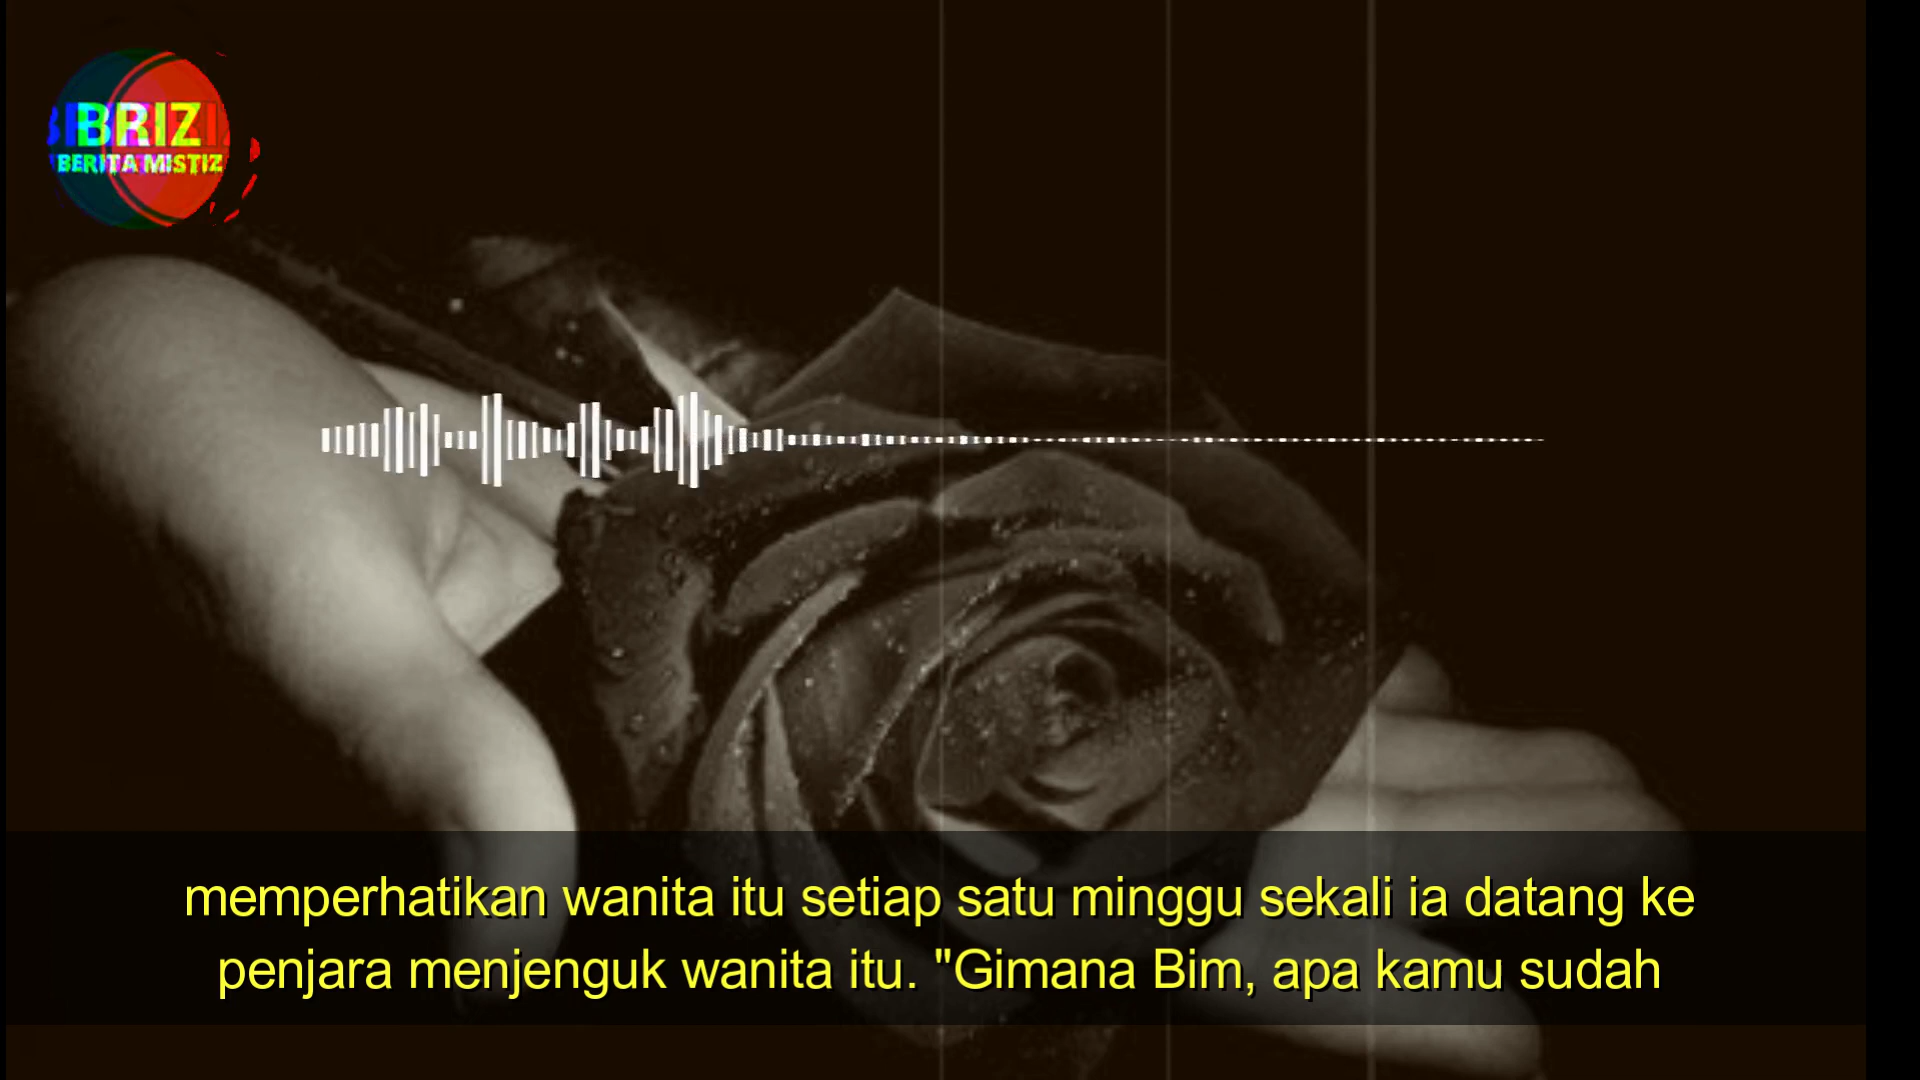 BRIZI
BERITA MISTIZ
memperhatikan wanita itu setiap satu minggu sekali ia datang ke
penjara menjenguk wanita itu. "Gimana Bim, apa kamu sudah